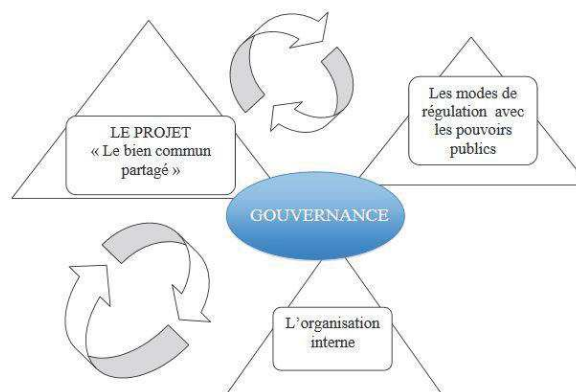 LE PROJET
« Le bien commun
partagé »
Les modes de
régulation avec
les pouvoirs
publics
GOUVERNANCE
L’organisation
interne